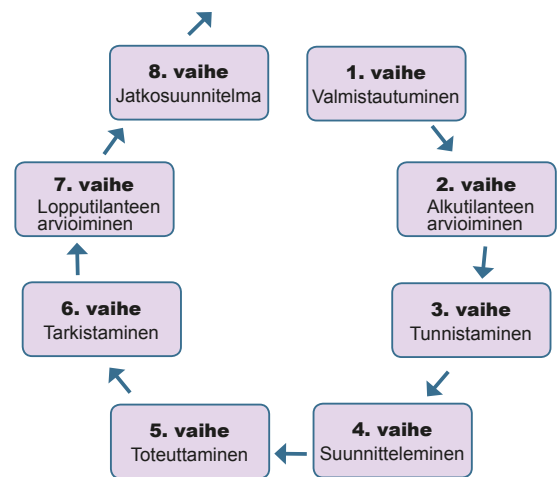 1. vaihe
Valmistautuminen
2. vaihe
Alkutilanteen
arvioiminen
3. vaihe
Tunnistaminen
4. vaihe
Suunnitteleminen
5. vaihe
Toteuttaminen
6. vaihe
Tarkistaminen
7. vaihe
Lopputilanteen
arvioiminen
8. vaihe
Jatkosuunnitelma